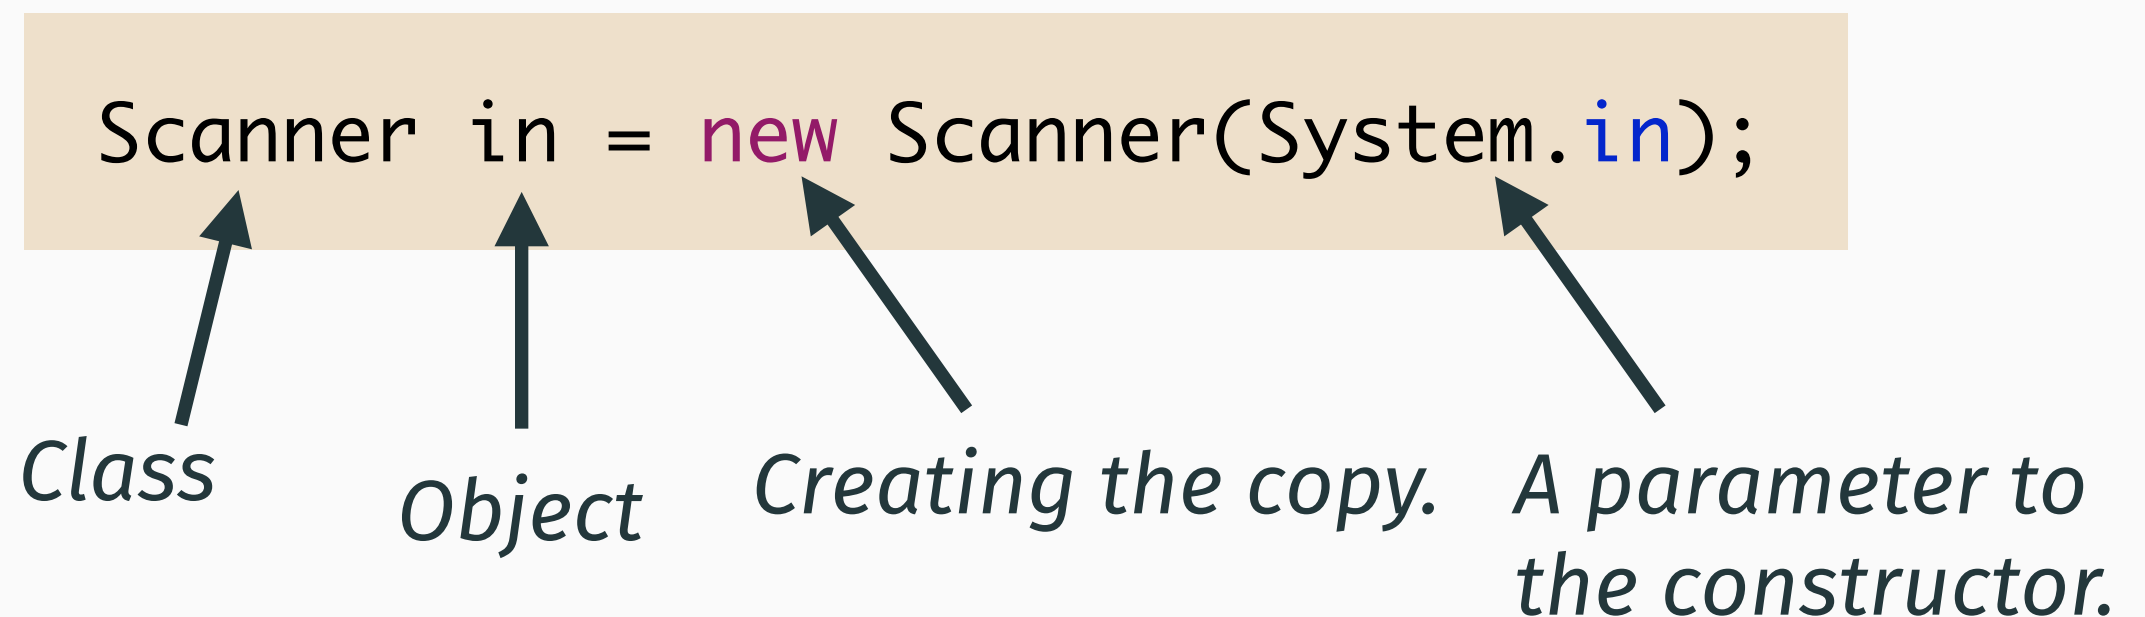 Scanner in = new Scanner(System.in);
Class
Object
Creating the copy.
A parameter to
the constructor.